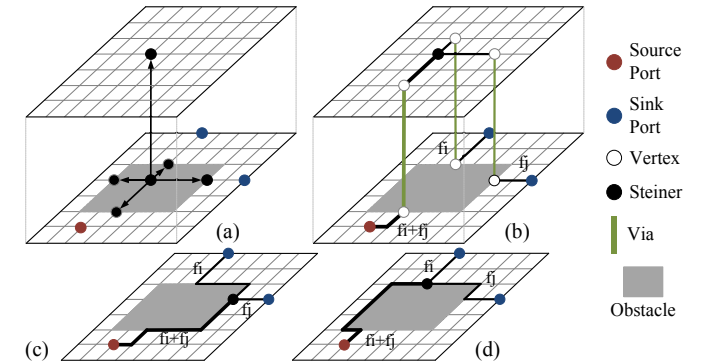 Source
Port
Sink
Port
Vertex
Steiner
Via
Obstacle
(a)
fi
fj
fi+fj
(b)
fi
fj
fi+fj
(c)
fi
fj
fi+fj
(d)